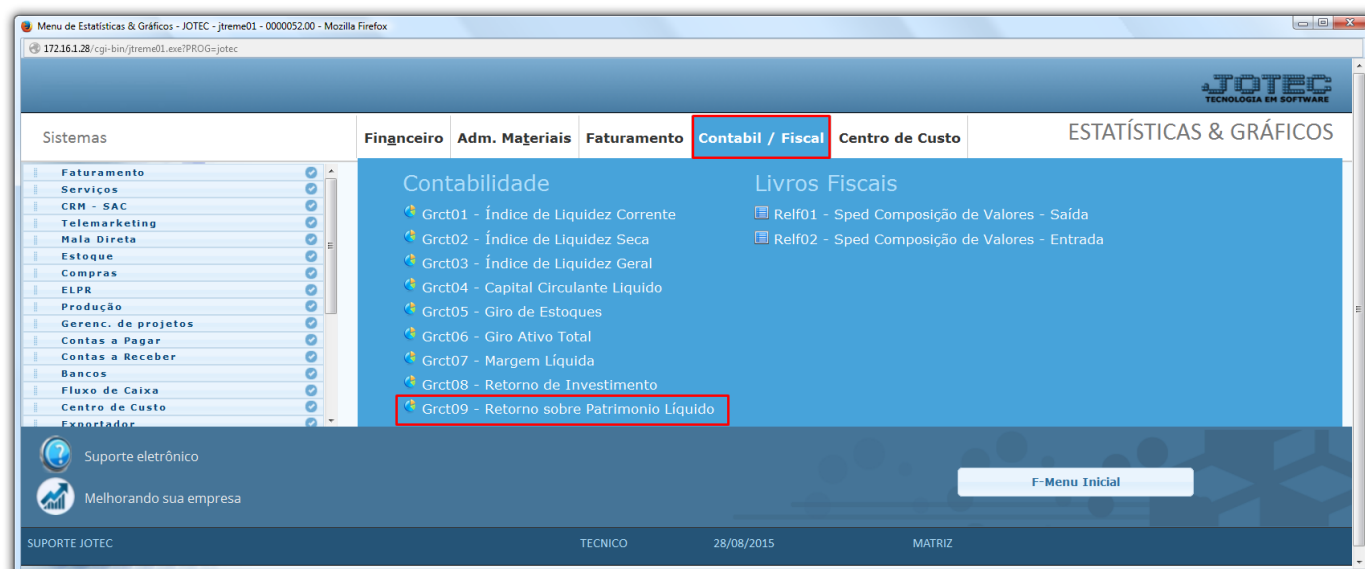 Menu de Estatísticas & Gráficos - JOTEC - jtreme01 - 0000052.00 - Mozilla Firefox
172.16.1.28/cgi-bin/jtreme01.exe?PROG=jotec
JOTEC
TECNOLOGIA EM SOFTWARE
Sistemas
Financeiro Adm. Materiais Faturamento Contabil / Fiscal Centro de Custo
ESTATÍSTICAS & GRÁFICOS
Faturamento
Serviços
CRM - SAC
Telemarketing
Mala Direta
Estoque
Compras
ELPR
Produção
Gerenc. de projetos
Contas a Pagar
Contas a Receber
Bancos
Fluxo de Caixa
Centro de Custo
Exportador
Contabilidade
Grct01 - Índice de Liquidez Corrente
Grct02 - Índice de Liquidez Seca
Grct03 - Índice de Liquidez Geral
Grct04 - Capital Circulante Liquido
Grct05 - Giro de Estoques
Grct06 - Giro Ativo Total
Grct07 - Margem Líquida
Grct08 - Retorno de Investimento
Grct09 - Retorno sobre Patrimonio Líquido
Livros Fiscais
Relf01 - Sped Composição de Valores - Saída
Relf02 - Sped Composição de Valores - Entrada
Suporte eletrônico
Melhorando sua empresa
F-Menu Inicial
SUPORTE JOTEC TECNICO 28/08/2015 MATRIZ